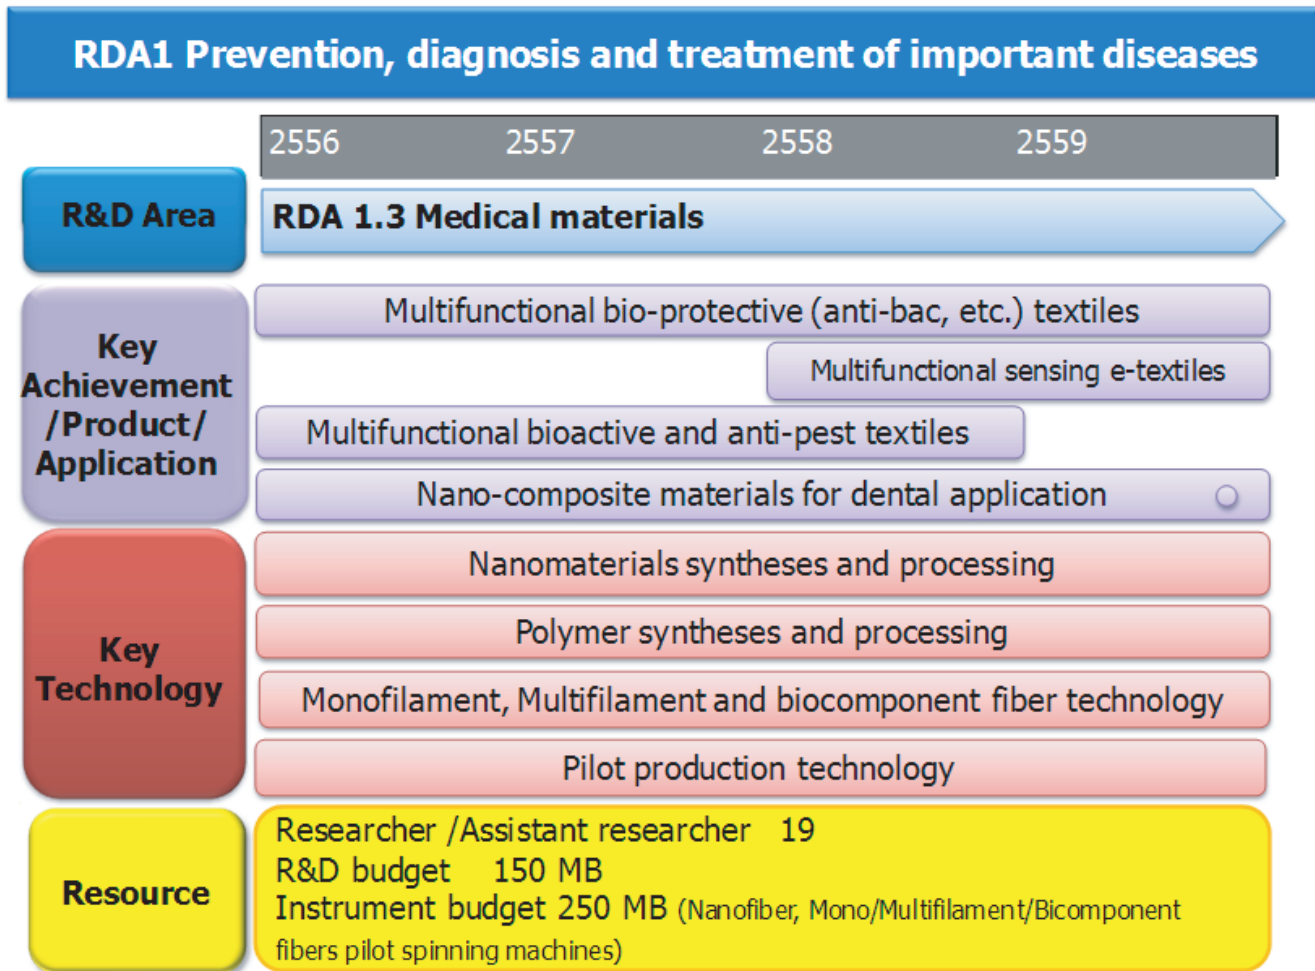 RDA1 Prevention, diagnosis and treatment of important diseases
2556 2557 2558 2559
R&D Area
RDA 1.3 Medical materials
Key
Achievement
/Product/
Application
Multifunctional bio-protective (anti-bac, etc.) textiles
Multifunctional sensing e-textiles
Multifunctional bioactive and anti-pest textiles
Nano-composite materials for dental application
Key
Technology
Nanomaterials syntheses and processing
Polymer syntheses and processing
Monofilament, Multifilament and biocomponent fiber technology
Pilot production technology
Resource
Researcher /Assistant researcher 19
R&D budget 150 MB
Instrument budget 250 MB (Nanofiber, Mono/Multifilament/Bicomponent
fibers pilot spinning machines)